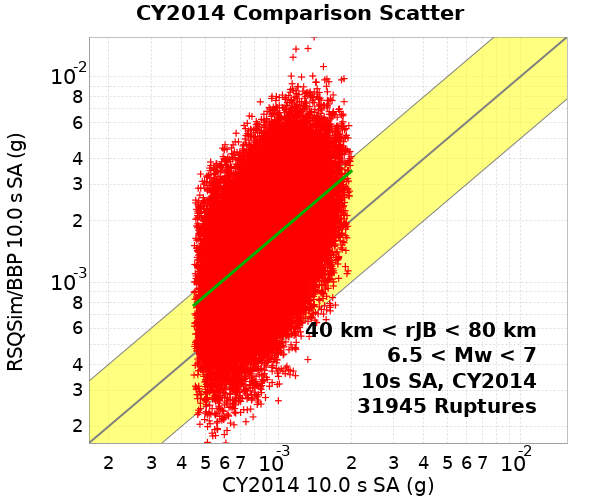 CY2014 Comparison Scatter
RSQSim/BBP 10.0 s SA (g)
10-2
8
6
4
3
2
10-3
8
6
4
3
2
40 km < rJB < 80 km
6.5 < Mw < 7
10s SA, CY2014
31945 Ruptures
2 3 4 5 6 7 10-3 2 3 4 5 6 7 10-2
CY2014 10.0 s SA (g)